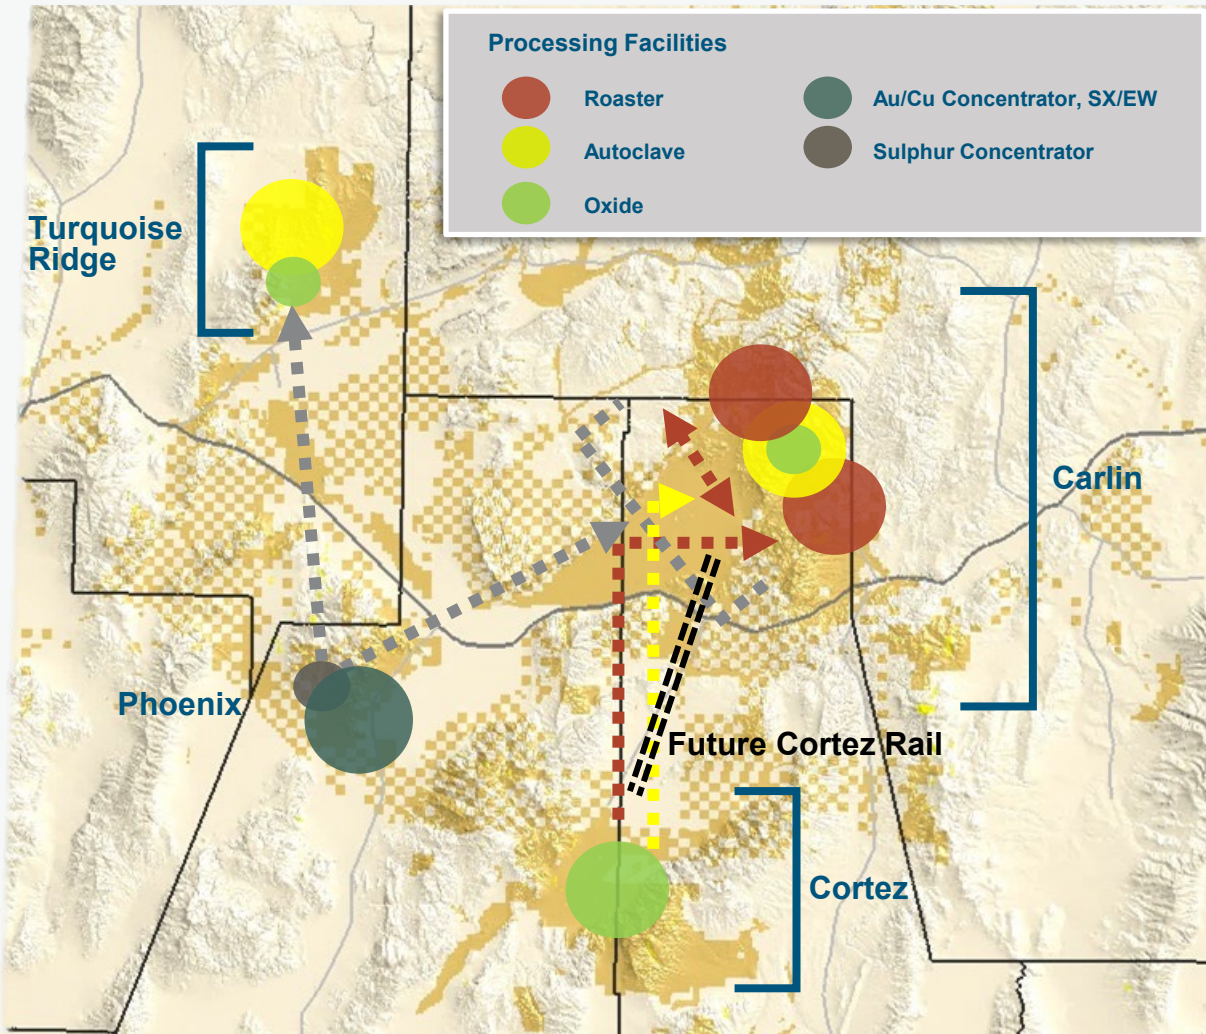 Processing Facilities
Roaster
Au/Cu Concentrator, SX/EW
Autoclave
Sulphur Concentrator
Oxide
Turquoise
Ridge
Carlin
Phoenix
Future Cortez Rail
Cortez